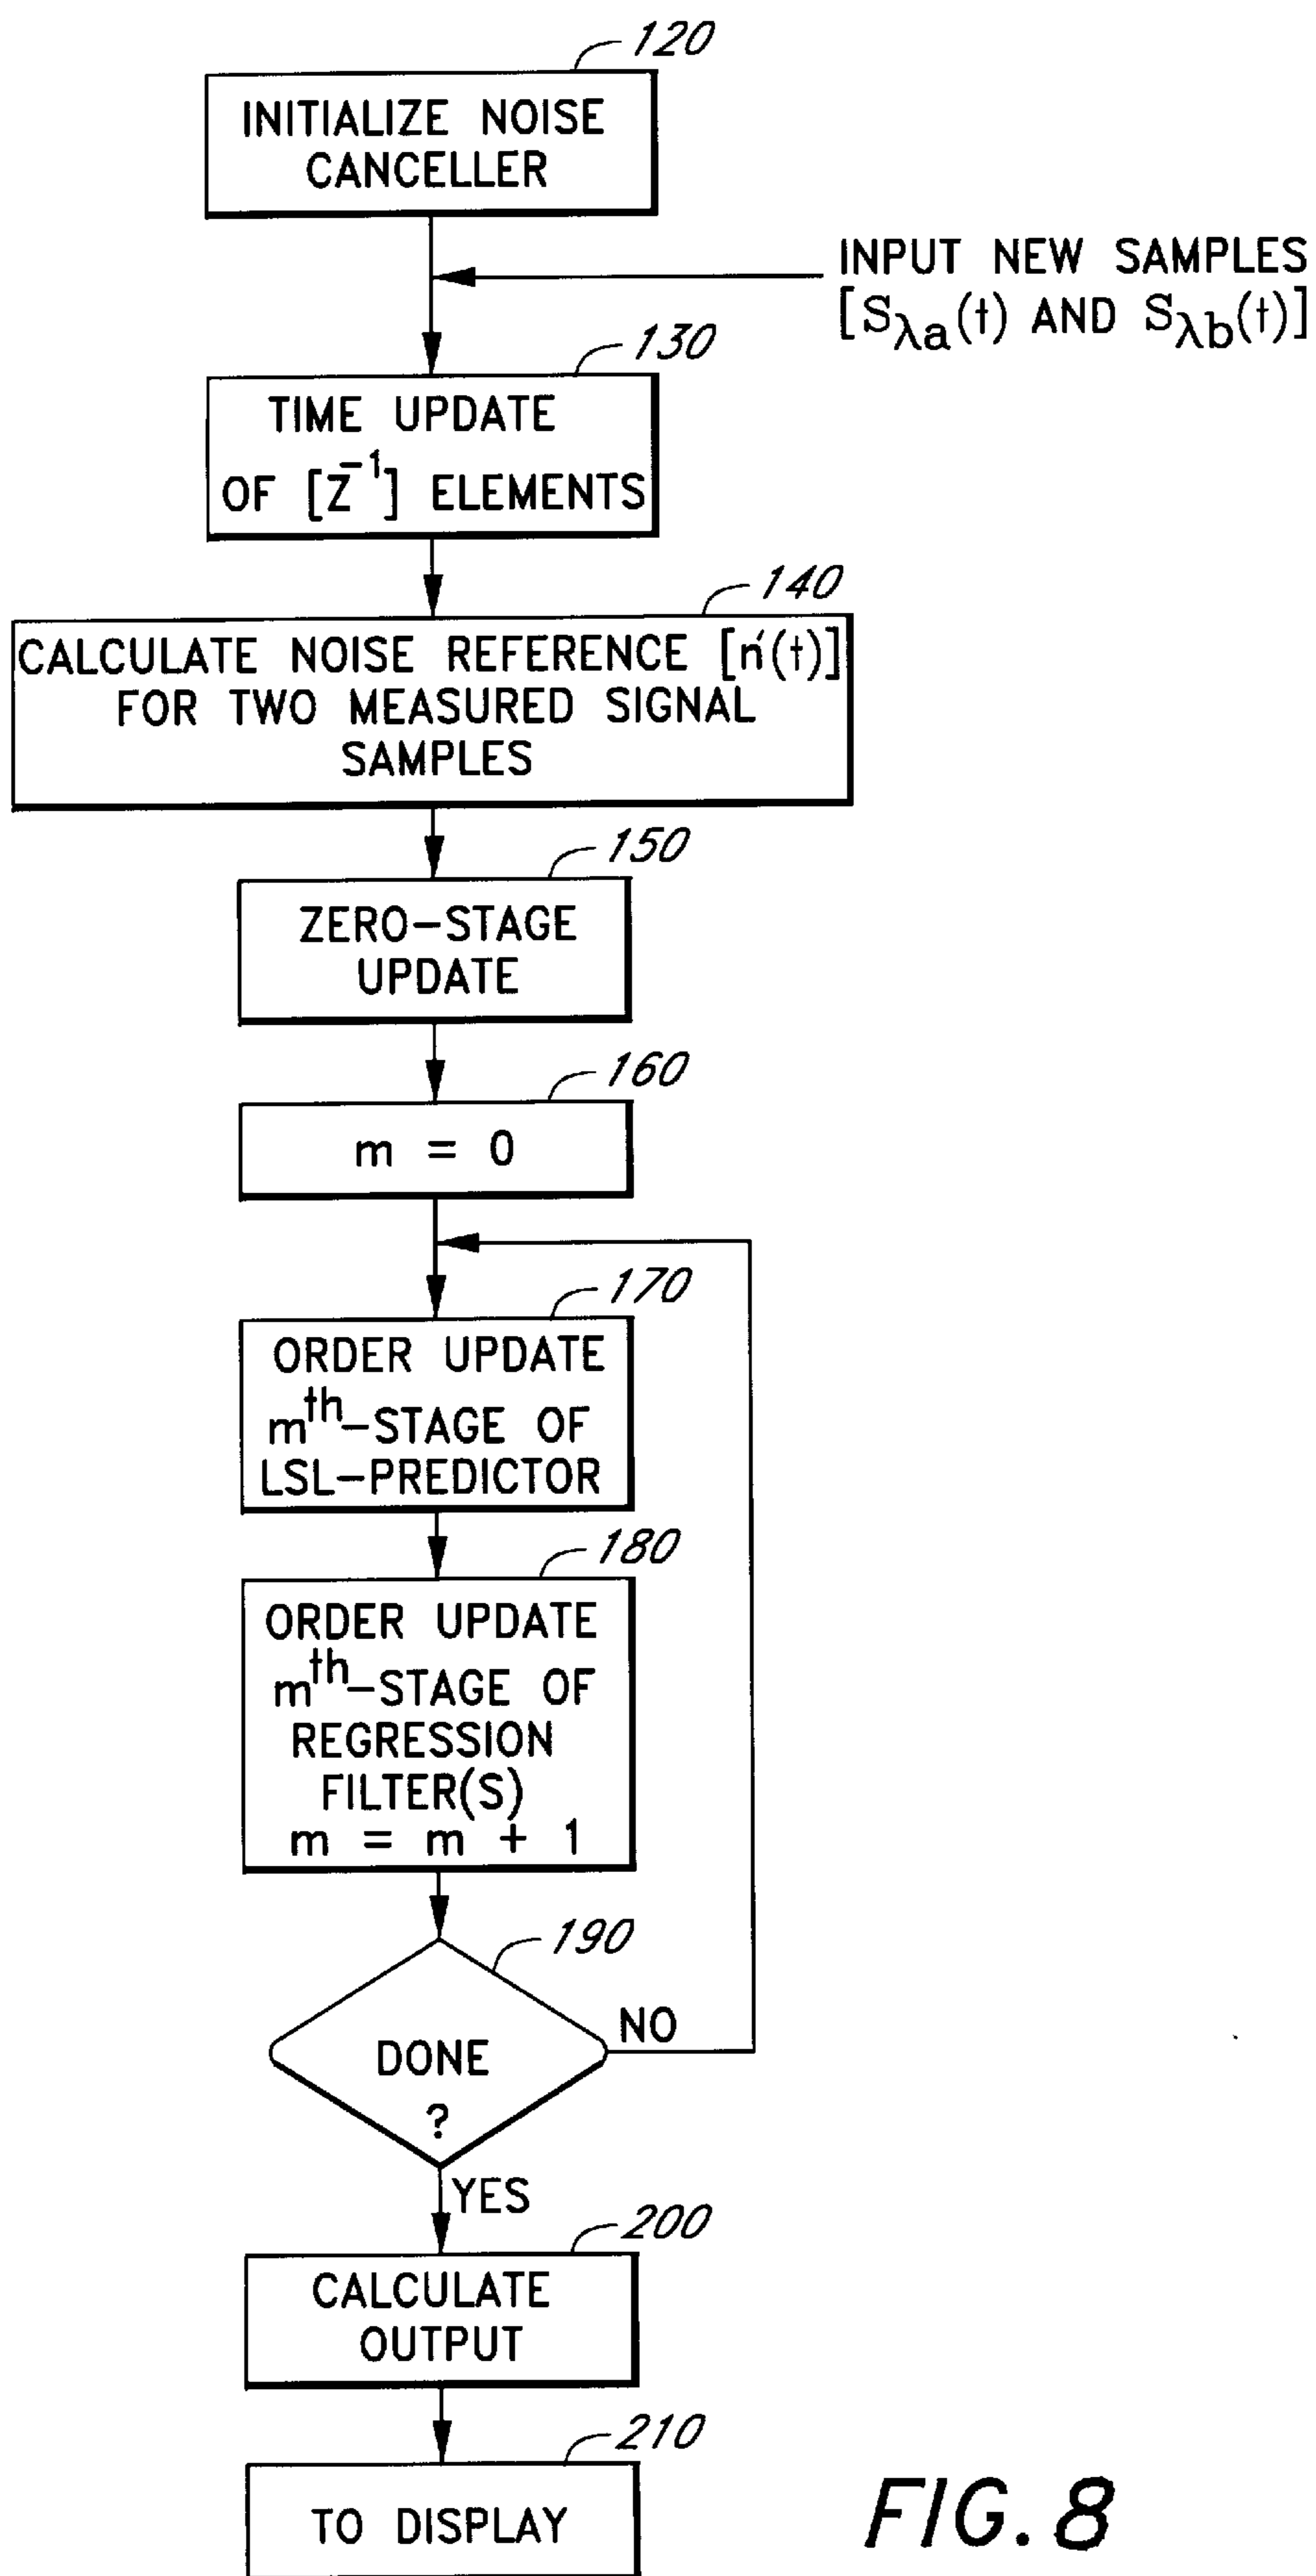 120
INITIALIZE NOISE
CANCELLER
INPUT NEW SAMPLES
[Sλa(t) AND Sλb(t)]
130
TIME UPDATE
OF [Z⁻¹] ELEMENTS
140
CALCULATE NOISE REFERENCE [n′(t)]
FOR TWO MEASURED SIGNAL
SAMPLES
150
ZERO-STAGE
UPDATE
160
m = 0
170
ORDER UPDATE
mth-STAGE OF
LSL-PREDICTOR
180
ORDER UPDATE
mth-STAGE OF
REGRESSION
FILTER(S)
m = m + 1
190
DONE
?
NO
YES
200
CALCULATE
OUTPUT
210
TO DISPLAY
FIG. 8